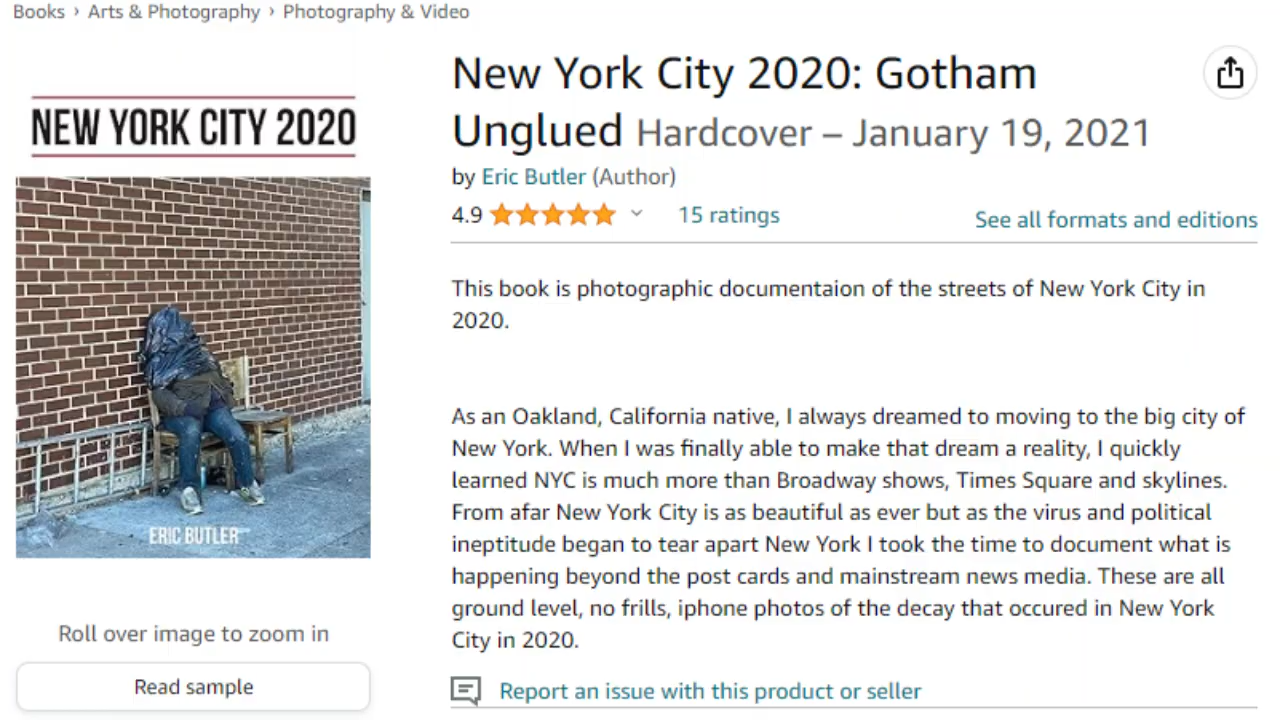 Books › Arts & Photography › Photography & Video
NEW YORK CITY 2020
ERIC BUTLER
Roll over image to zoom in
Read sample
New York City 2020: Gotham
Unglued Hardcover – January 19, 2021
by Eric Butler (Author)
4.9 15 ratings
See all formats and editions
This book is photographic documentaion of the streets of New York City in
2020.
As an Oakland, California native, I always dreamed to moving to the big city of
New York. When I was finally able to make that dream a reality, I quickly
learned NYC is much more than Broadway shows, Times Square and skylines.
From afar New York City is as beautiful as ever but as the virus and political
ineptitude began to tear apart New York I took the time to document what is
happening beyond the post cards and mainstream news media. These are all
ground level, no frills, iphone photos of the decay that occured in New York
City in 2020.
Report an issue with this product or seller